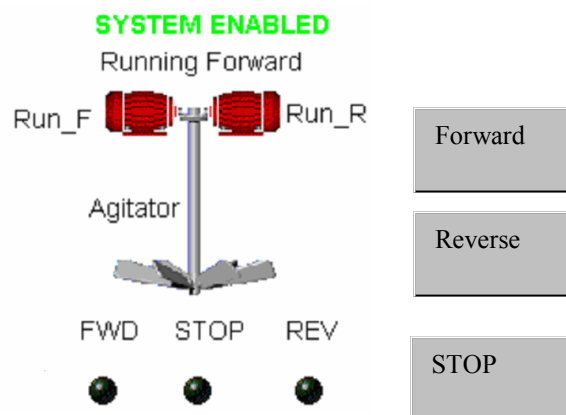 SYSTEM ENABLED
Running Forward
Run_F
Run_R
Agitator
FWD STOP REV
Forward
Reverse
STOP